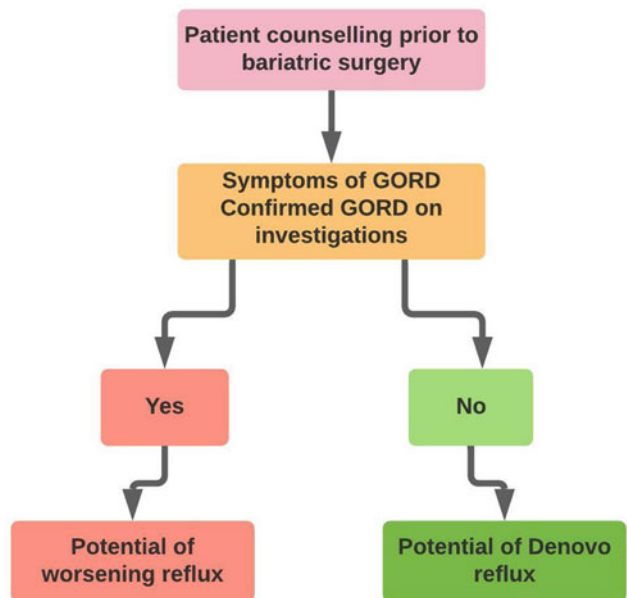 Patient counselling prior to
bariatric surgery
Symptoms of GORD
Confirmed GORD on
investigations
Yes
No
Potential of
worsening reflux
Potential of Denovo
reflux